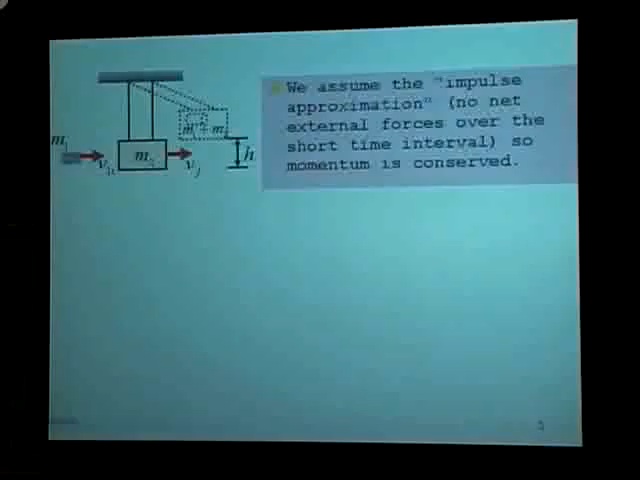 We assume the "impulse
approximation" (no net
external forces over the
short time interval) so
momentum is conserved.
m
m
h
v
v